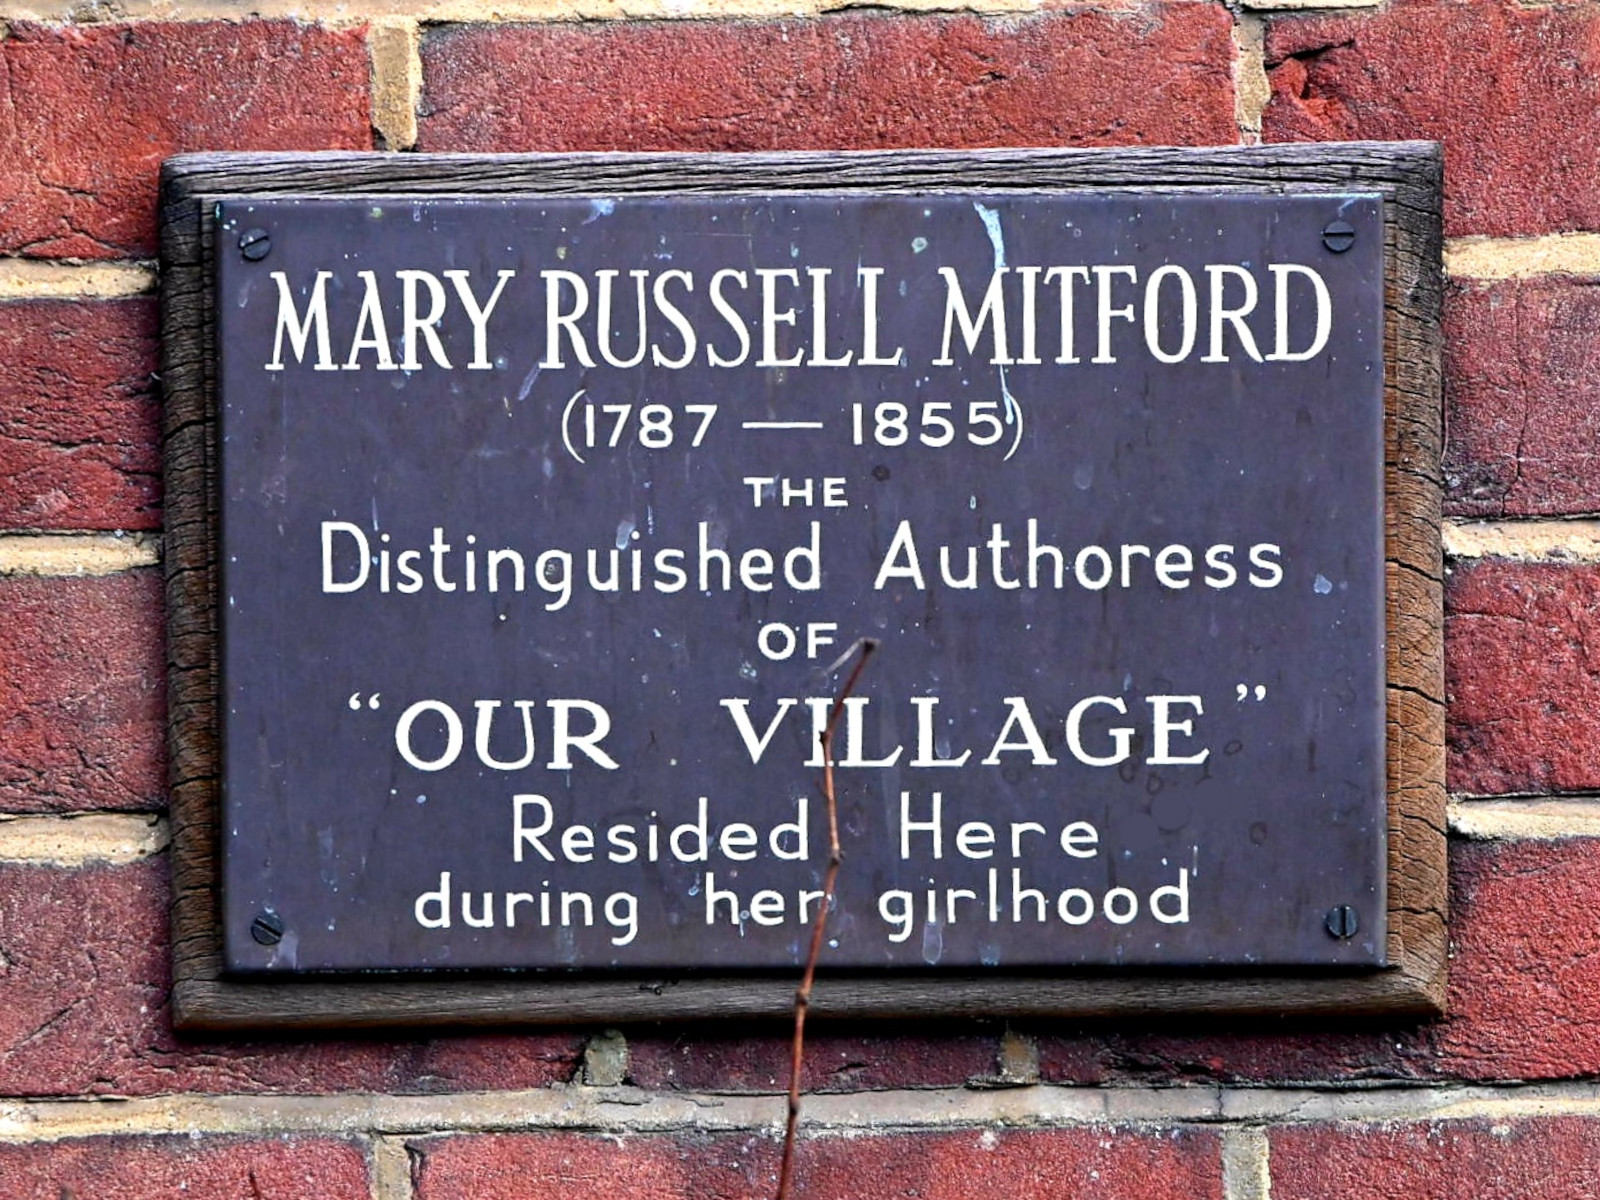 MARY RUSSELL MITFORD
(1787 — 1855)
THE
Distinguished Authoress
OF
“OUR VILLAGE”
Resided Here
during her girlhood